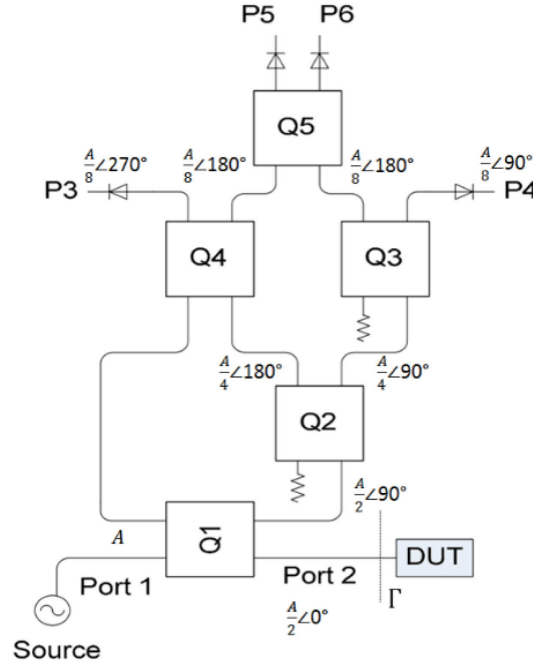 P5 P6
Q5
A/8∠270° A/8∠180° A/8∠180° A/8∠90°
P3 P4
Q4 Q3
A/4∠180° A/4∠90°
Q2
A/2∠90°
A Q1 DUT
Port 1 Port 2 Γ
A/2∠0°
Source